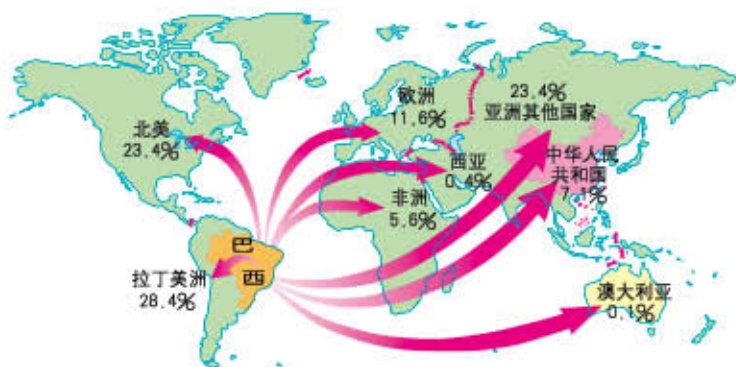 北美
23.4%
欧洲
11.6%
23.4%
亚洲其他国家
西亚
0.4%
中华人民
共和国
7.1%
非洲
5.6%
巴
西
拉丁美洲
28.4%
澳大利亚
0.1%